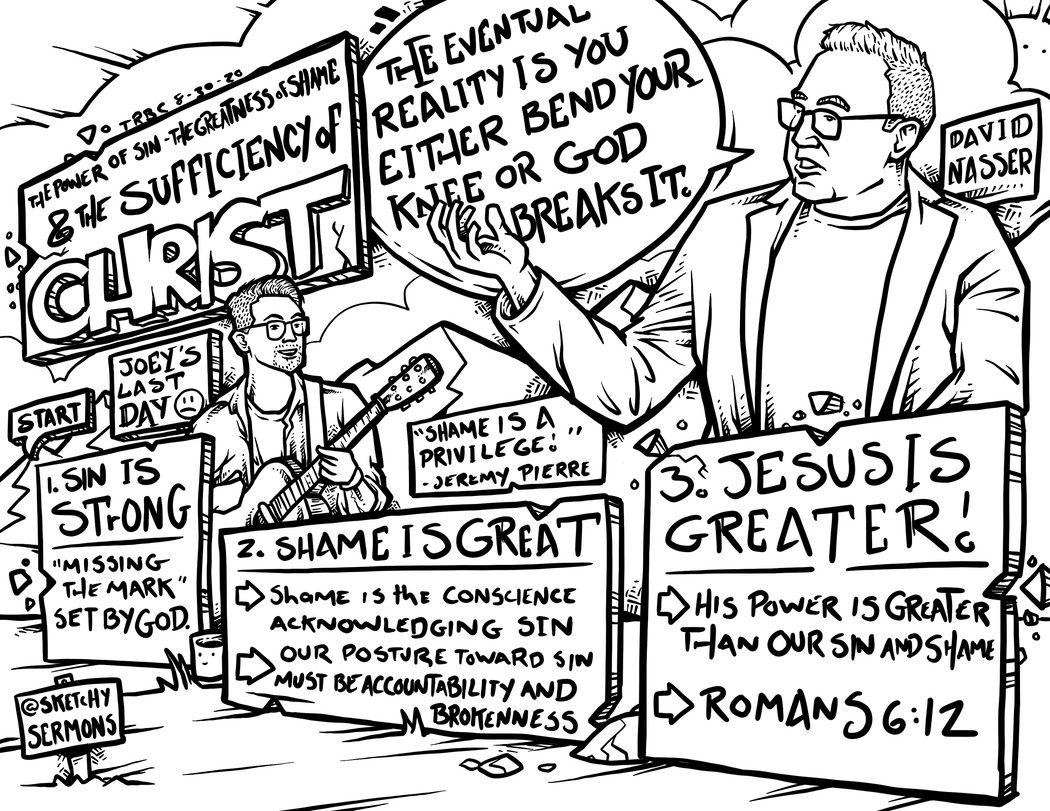 TRBC 8-30-20
THE POWER OF SIN - THE GREATNESS of SHAME
& THE SUFFICIENCY of
CHRIST
THE EVENTUAL
REALITY IS YOU
EITHER BEND YOUR
KNEE OR GOD
BREAKS IT.
DAVID
NASSER
JOEY'S
LAST
DAY
START
1. SIN IS
STrONG
"MISSING
THE MARK"
SET BY GOD.
"SHAME IS A
PRIVILEGE!"
- JEREMY PIERRE
2. SHAME IS GREAT
SHAME IS the CONSCIENCE
ACKNOWLEDGING SIN
OUR POSTURE TOWARD SIN
MUST BE ACCOUNTABILITY AND
BROKENNESS
3. JESUS IS
GREATER!
HIS POWER IS GREATER
THAN OUR SIN AND SHAME
ROMANS 6:12
@SKETCHY
SERMONS